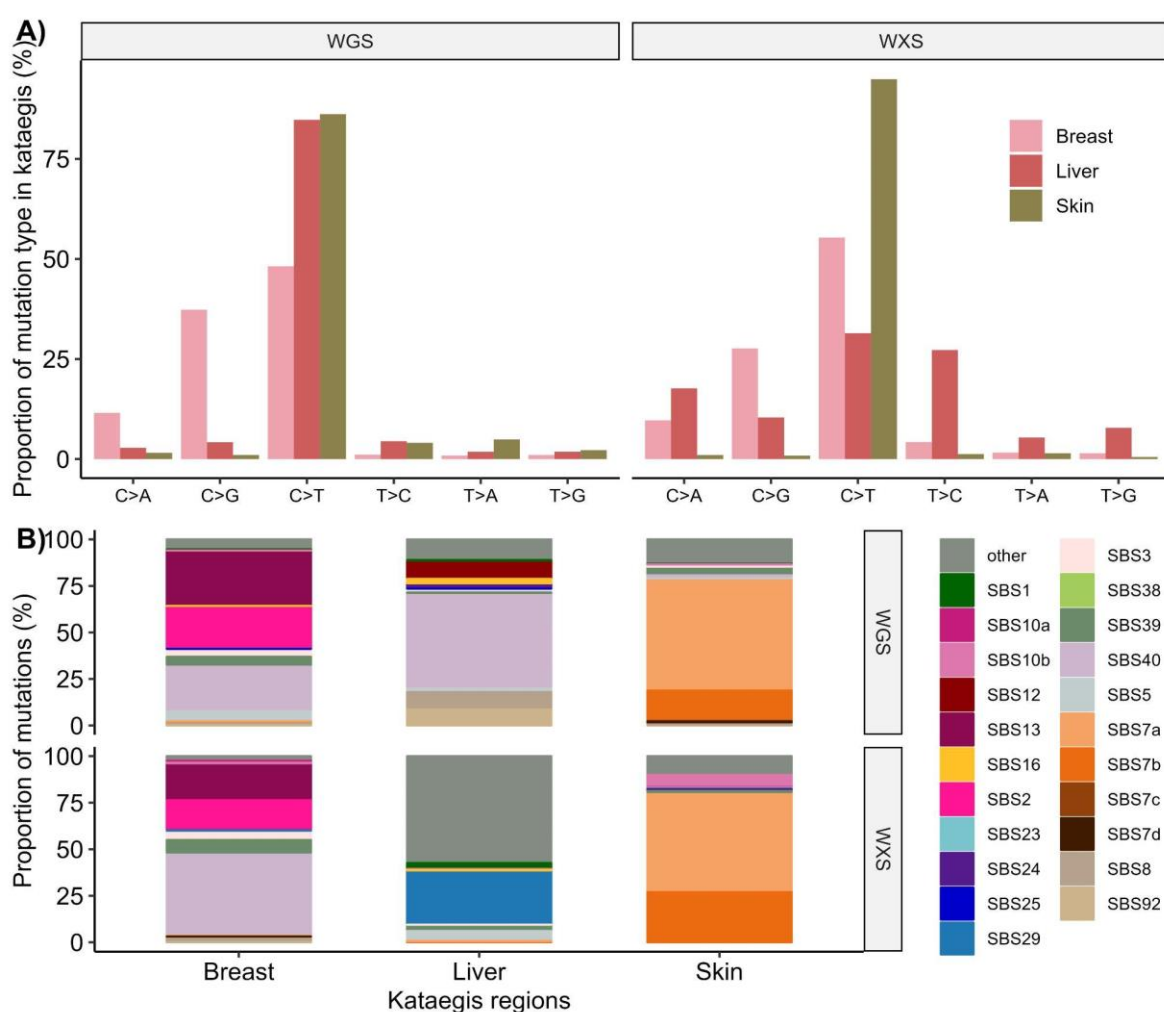 A)
WGS
WXS
Proportion of mutation type in kataegis (%)
75
50
25
0
Breast
Liver
Skin
C>A C>G C>T T>C T>A T>G
C>A C>G C>T T>C T>A T>G
B)
Proportion of mutations (%)
100
75
50
25
0
WGS
100
75
50
25
0
WXS
Breast Liver Skin
Kataegis regions
other
SBS1
SBS10a
SBS10b
SBS12
SBS13
SBS16
SBS2
SBS23
SBS24
SBS25
SBS29
SBS3
SBS38
SBS39
SBS40
SBS5
SBS7a
SBS7b
SBS7c
SBS7d
SBS8
SBS92